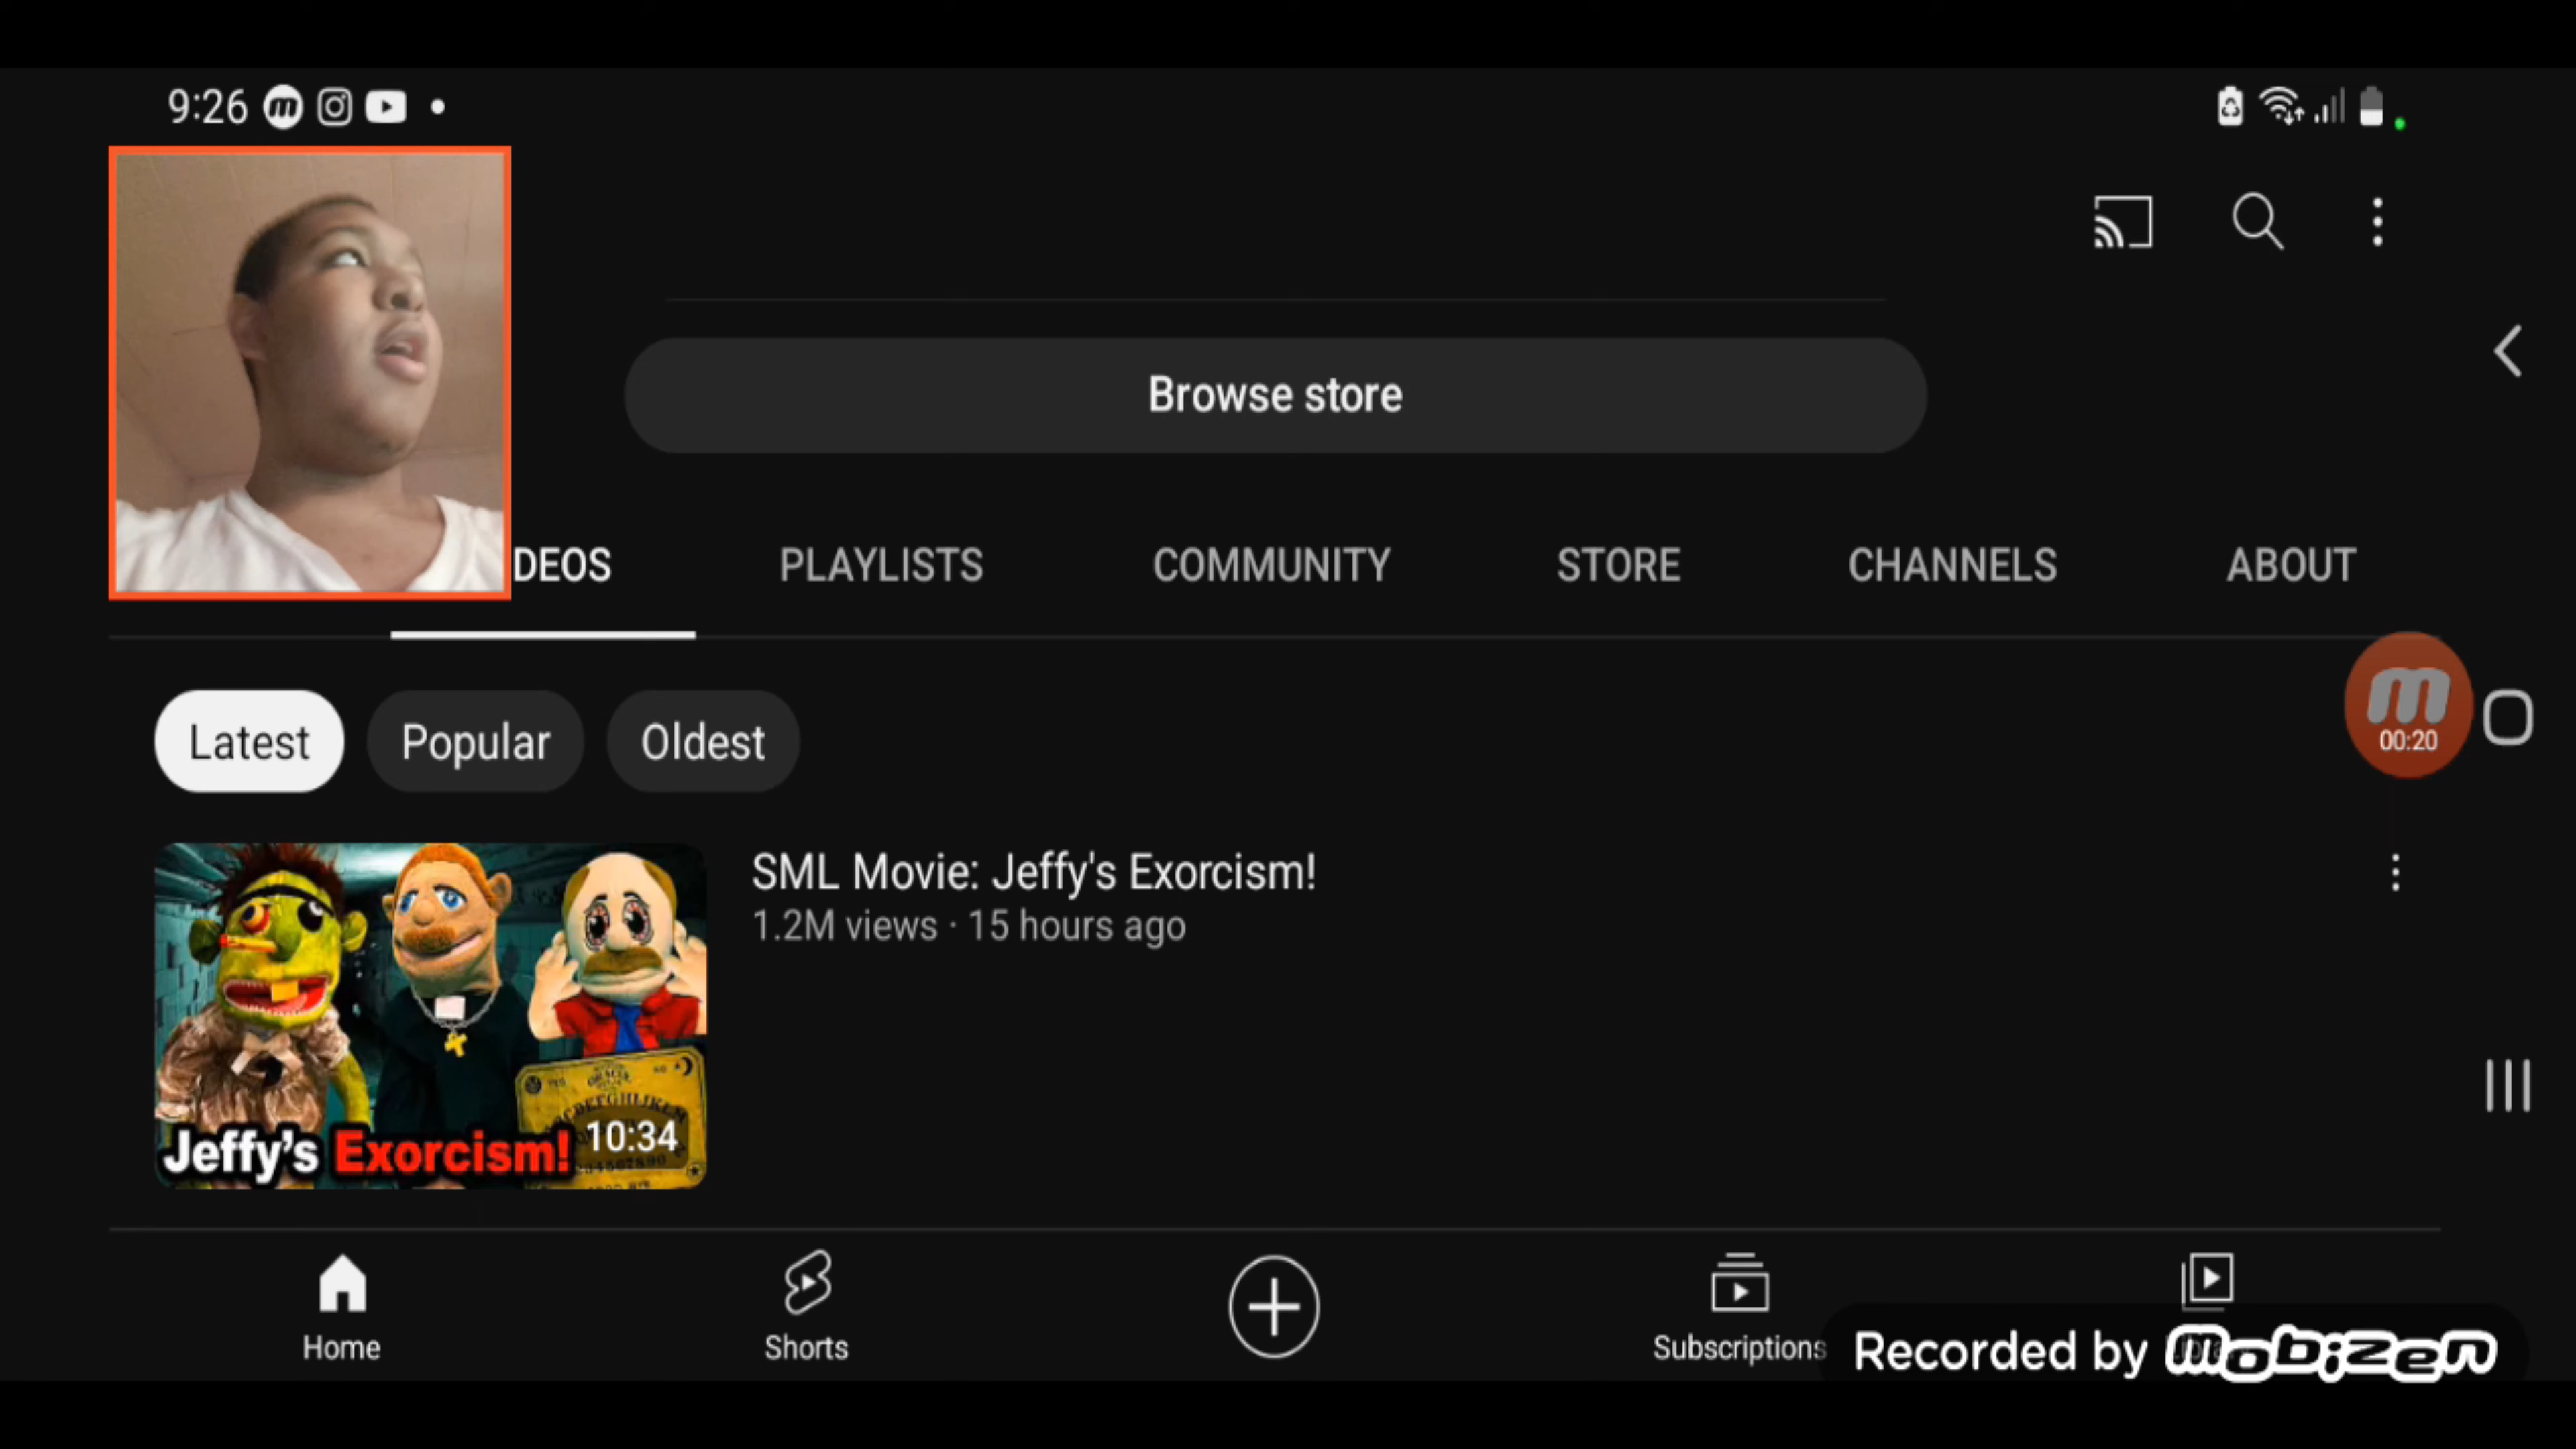 9:26
Browse store
DEOS
PLAYLISTS
COMMUNITY
STORE
CHANNELS
ABOUT
Latest
Popular
Oldest
00:20
SML Movie: Jeffy's Exorcism!
1.2M views · 15 hours ago
Jeffy's Exorcism!
10:34
Home
Shorts
Subscriptions
Recorded by mobizen